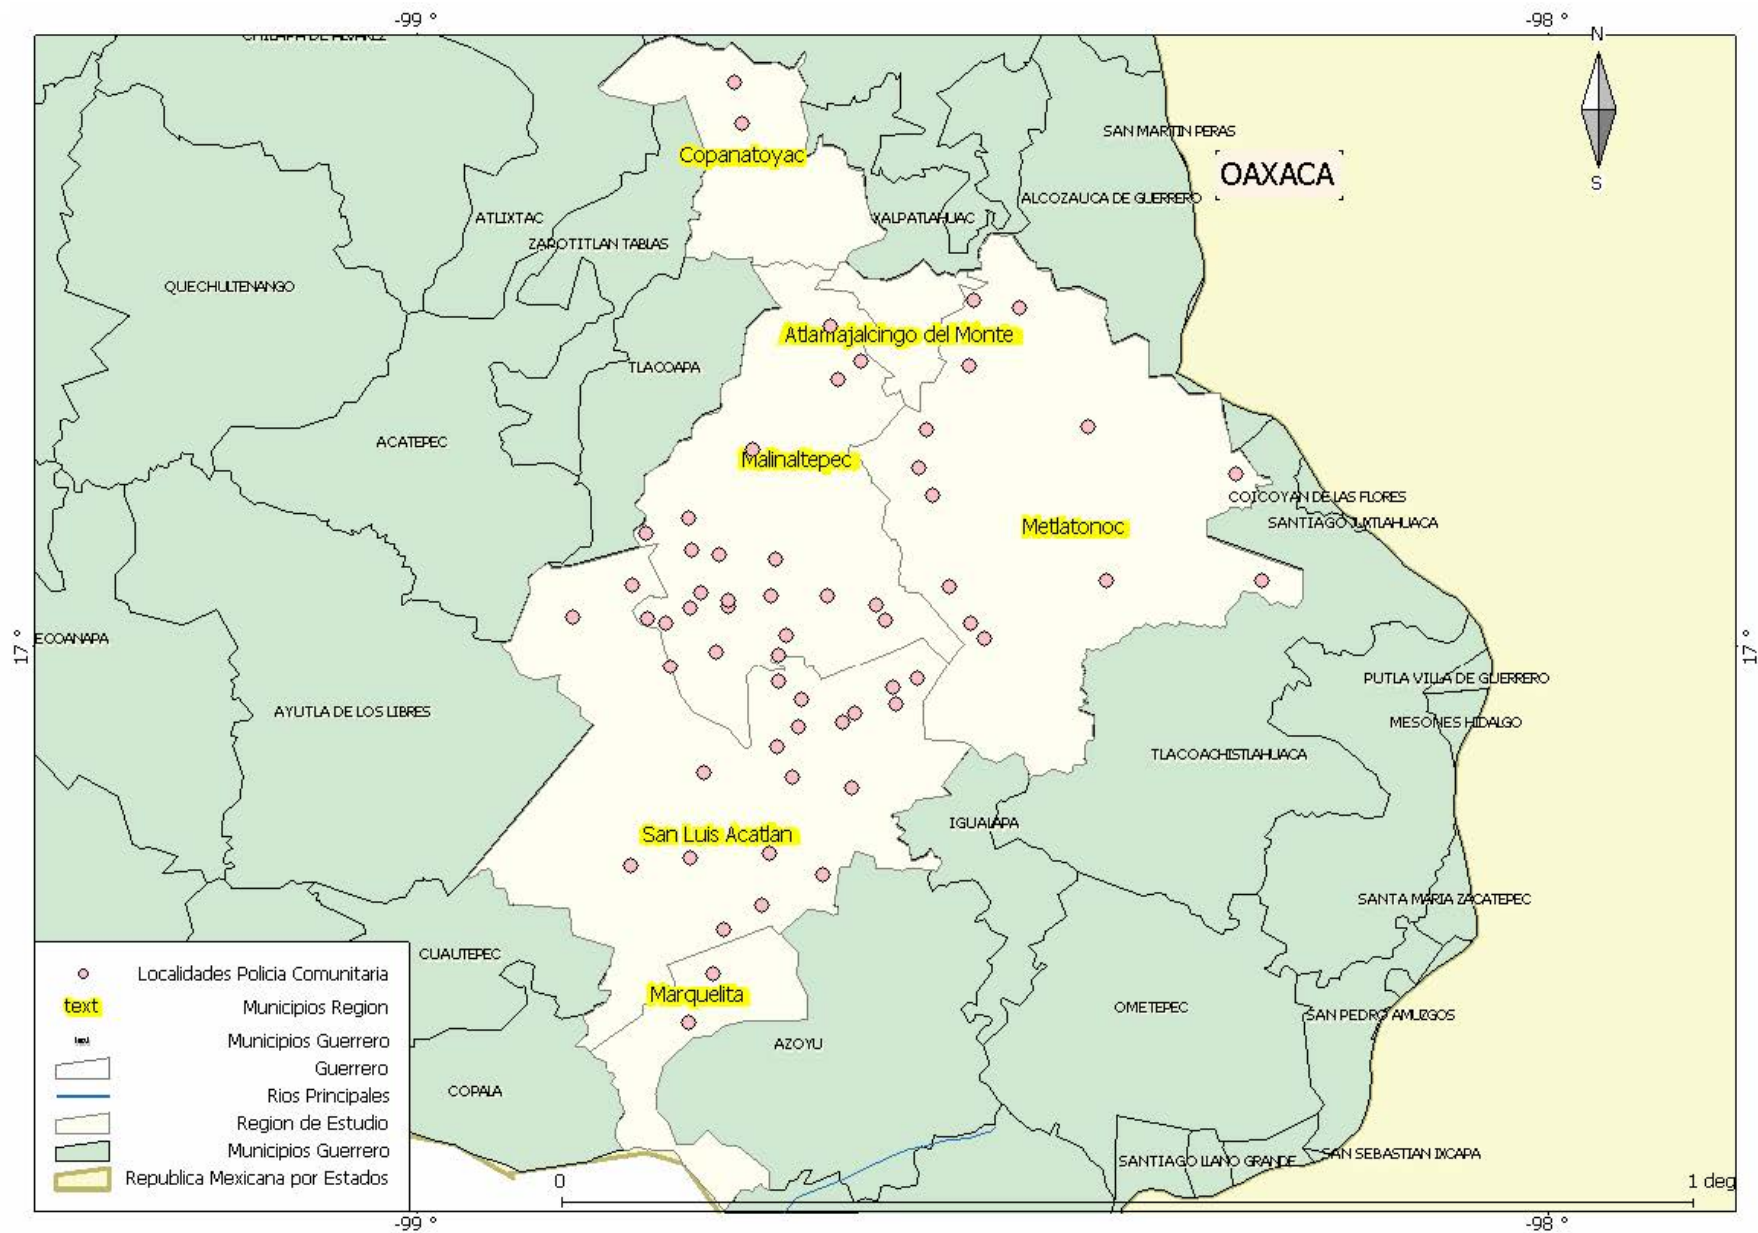 -99 °
-98 °
CHILAPA DE ALVAREZ
N
SAN MARTIN PERAS
Copanatoyac
OAXACA
S
ALCOZAUCA DE GUERRERO
ATLIXTAC
XALPATLAHUAC
ZAPOTITLAN TABLAS
QUECHULTENANGO
Atlamajalcingo del Monte
TLACOAPA
ACATEPEC
Malinaltepec
COICOYAN DE LAS FLORES
Metlatonoc
SANTIAGO JUXTLAHUACA
ECOANAPA
17 °
17 °
PUTLA VILLA DE GUERRERO
AYUTLA DE LOS LIBRES
MESONES HIDALGO
TLACOACHISTLAHUACA
IGUALAPA
San Luis Acatlan
SANTA MARIA ZACATEPEC
CUAUTEPEC
Marquelita
OMETEPEC
SAN PEDRO AMUZGOS
AZOYU
COPALA
SAN SEBASTIAN IXCAPA
SANTIAGO LLANO GRANDE
Localidades Policia Comunitaria
text Municipios Region
Municipios Guerrero
Guerrero
Rios Principales
Region de Estudio
Municipios Guerrero
Republica Mexicana por Estados
0
1 deg
-99 °
-98 °